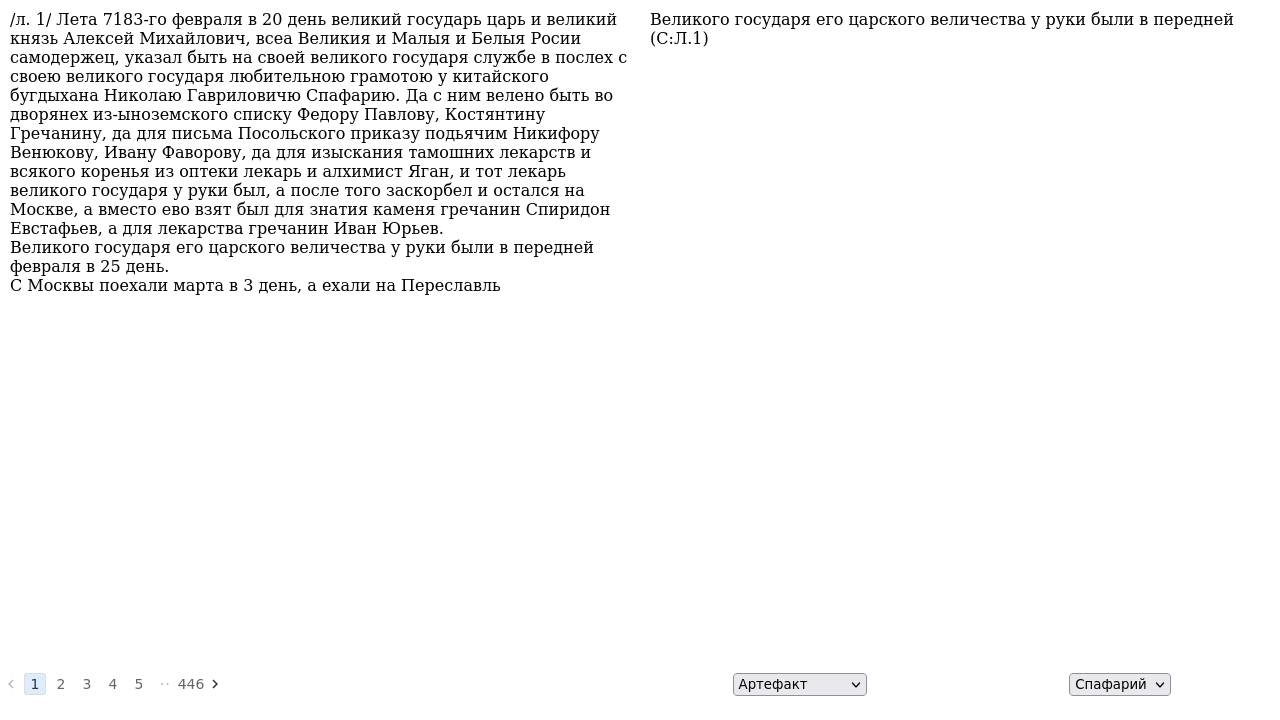 /л. 1/ Лета 7183-го февраля в 20 день великий государь царь и великий
князь Алексей Михайлович, всеа Великия и Малыя и Белыя Росии
самодержец, указал быть на своей великого государя службе в послех с
своею великого государя любительною грамотою у китайского
бугдыхана Николаю Гавриловичю Спафарию. Да с ним велено быть во
дворянех из-ыноземского списку Федору Павлову, Костянтину
Гречанину, да для письма Посольского приказу подьячим Никифору
Венюкову, Ивану Фаворову, да для изыскания тамошних лекарств и
всякого коренья из оптеки лекарь и алхимист Яган, и тот лекарь
великого государя у руки был, а после того заскорбел и остался на
Москве, а вместо ево взят был для знатия каменя гречанин Спиридон
Евстафьев, а для лекарства гречанин Иван Юрьев.
Великого государя его царского величества у руки были в передней
февраля в 25 день.
С Москвы поехали марта в 3 день, а ехали на Переславль
Великого государя его царского величества у руки были в передней
(С:Л.1)
‹ 1 2 3 4 5 ·· 446 ›
Артефакт
Спафарий